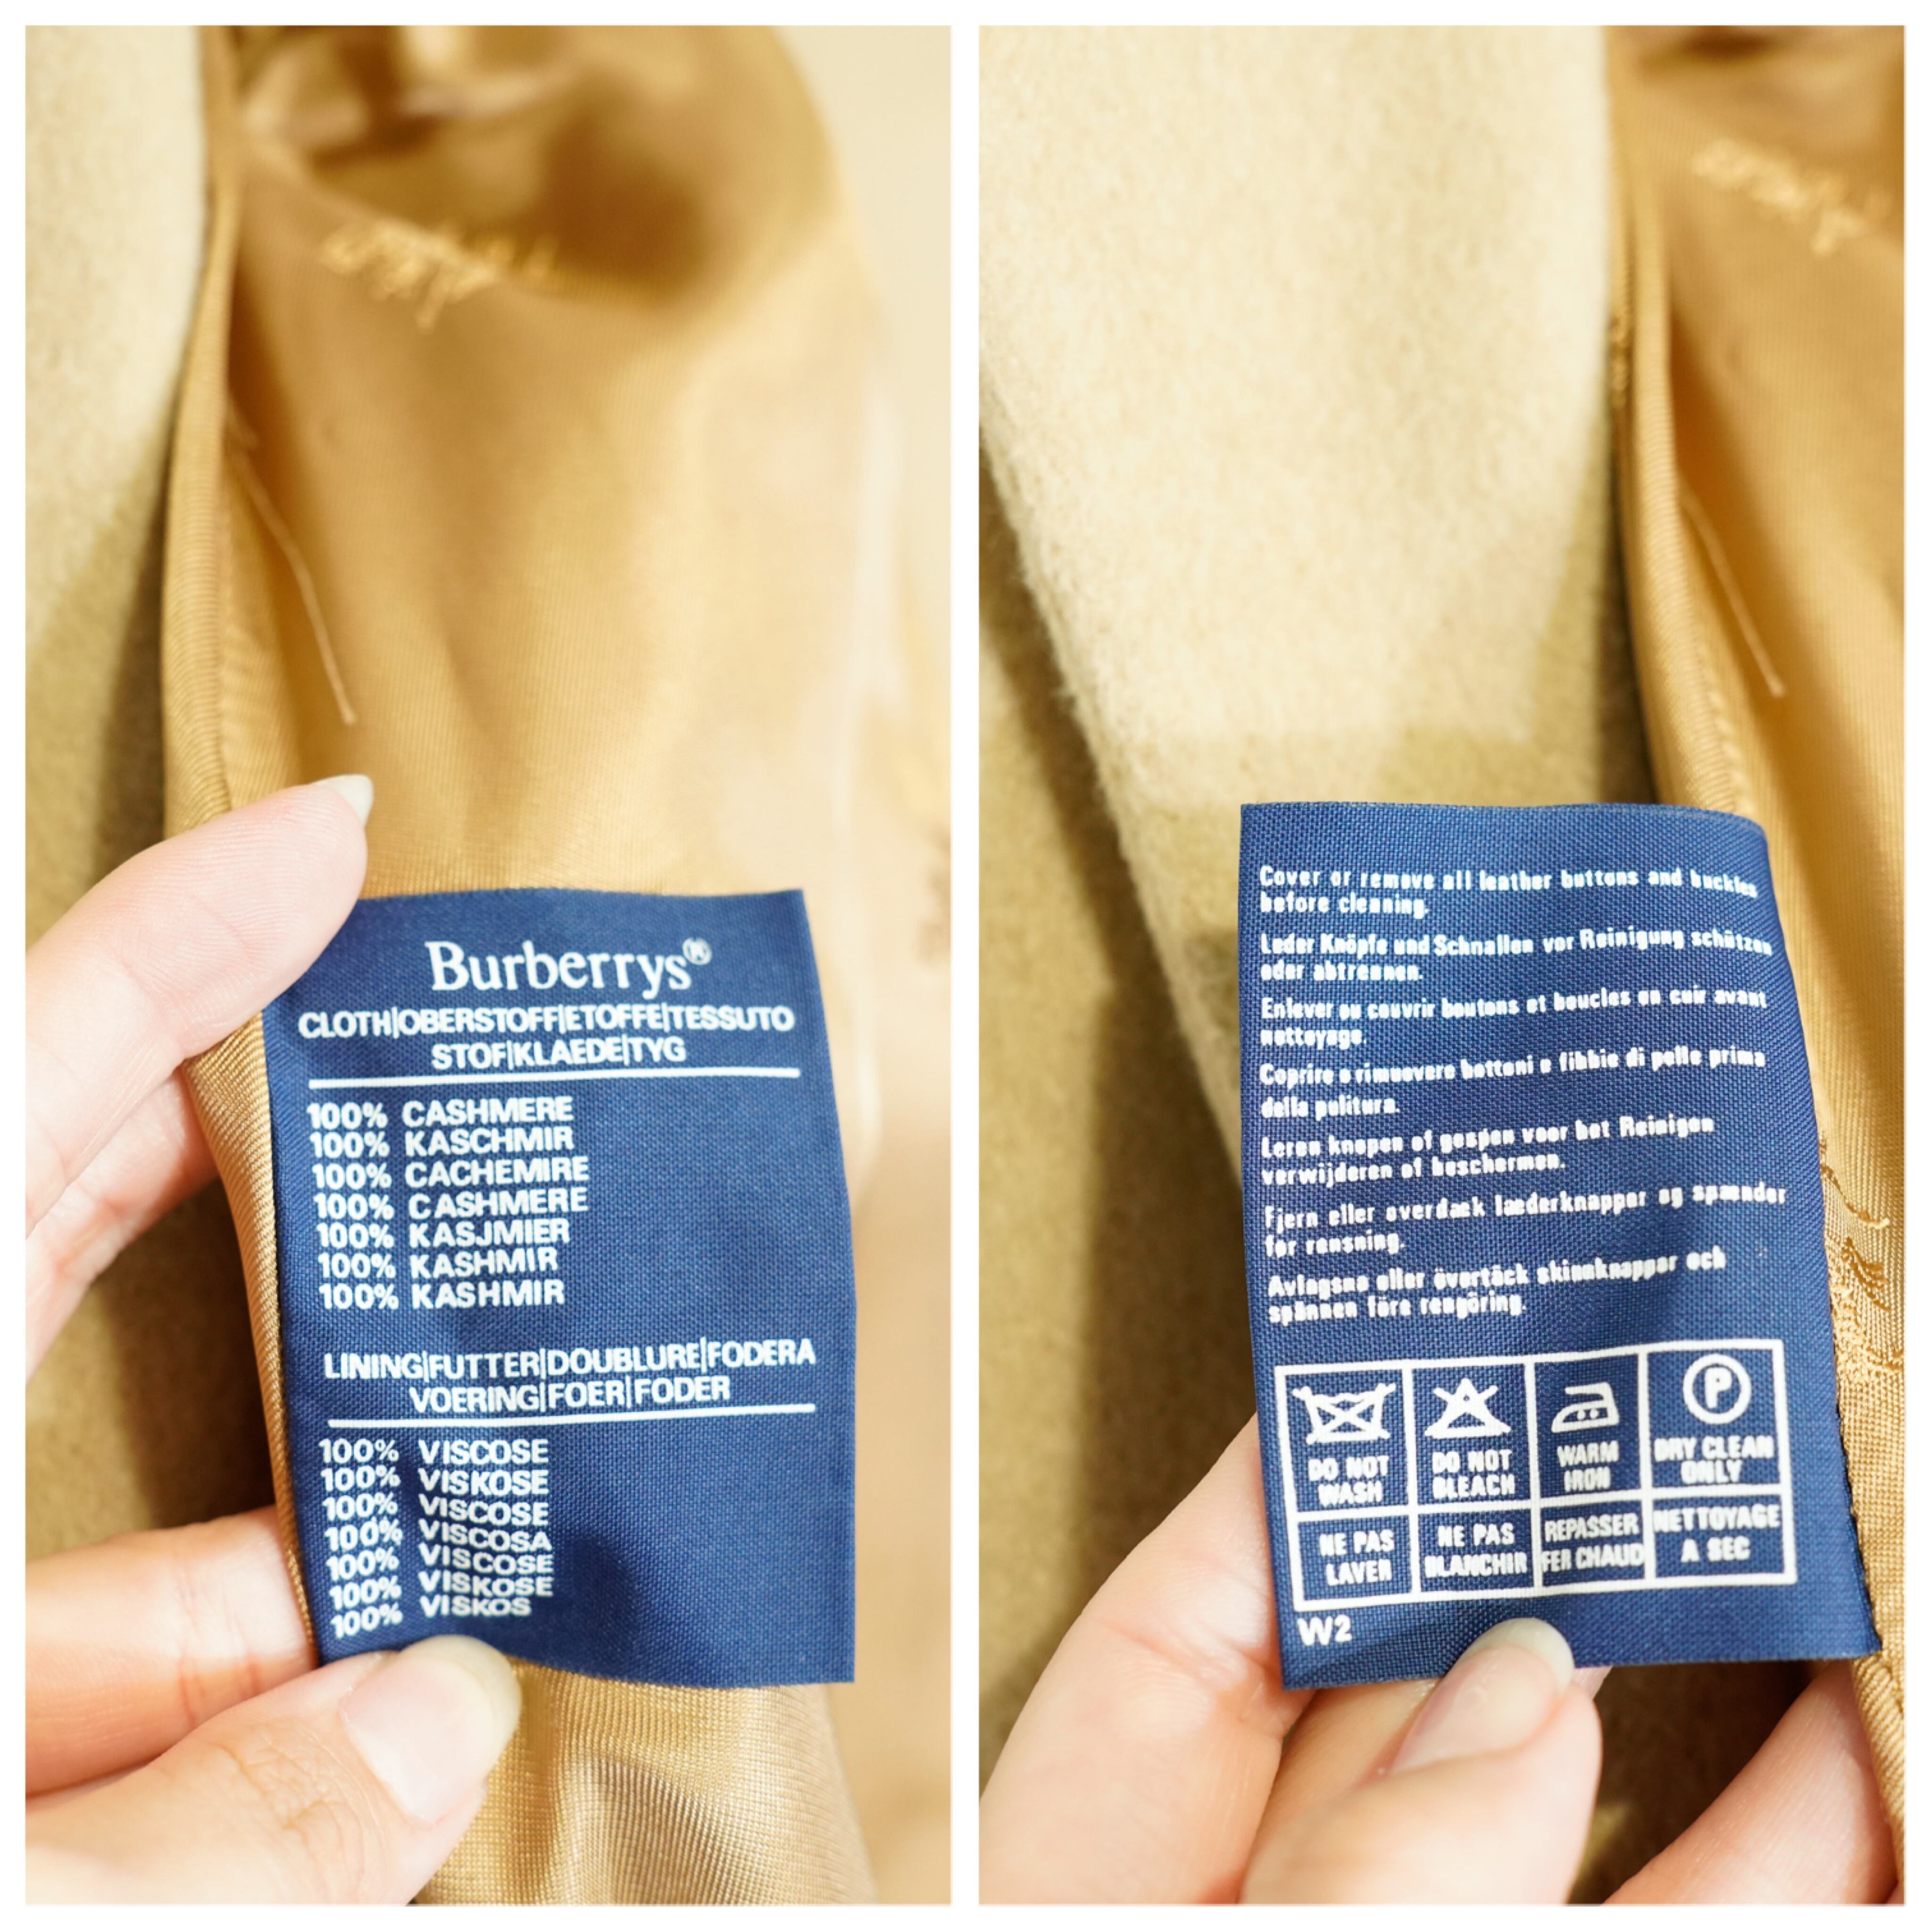 Burberrys®
CLOTH|OBERSTOFF|ETOFFE|TESSUTO
STOF|KLAEDE|TYG
100% CASHMERE
100% KASCHMIR
100% CACHEMIRE
100% CASHMERE
100% KASJMIER
100% KASHMIR
100% KASHMIR
LINING|FUTTER|DOUBLURE|FODERA
VOERING|FOER|FODER
100% VISCOSE
100% VISKOSE
100% VISCOSE
100% VISCOSA
100% VISCOSE
100% VISKOSE
100% VISKOS
Cover or remove all leather buttons and buckles
before cleaning.
Leder Knöpfe und Schnallen vor Reinigung schützen
oder abtrennen.
Enlever ou couvrir boutons et boucles en cuir avant
nettoyage.
Coprire o rimuovere bottoni e fibbie di pelle prima
della pulitura.
Leren knopen of gespen voor het Reinigen
verwijderen of beschermen.
Fjern eller overdæk læderknapper og spænder
før rensning.
Avlägsna eller övertäck skinnknappar och
spännen före rengöring.
DO NOT
WASH
DO NOT
BLEACH
WARM
IRON
P
DRY CLEAN
ONLY
NE PAS
LAVER
NE PAS
BLANCHIR
REPASSER
FER CHAUD
NETTOYAGE
A SEC
W2